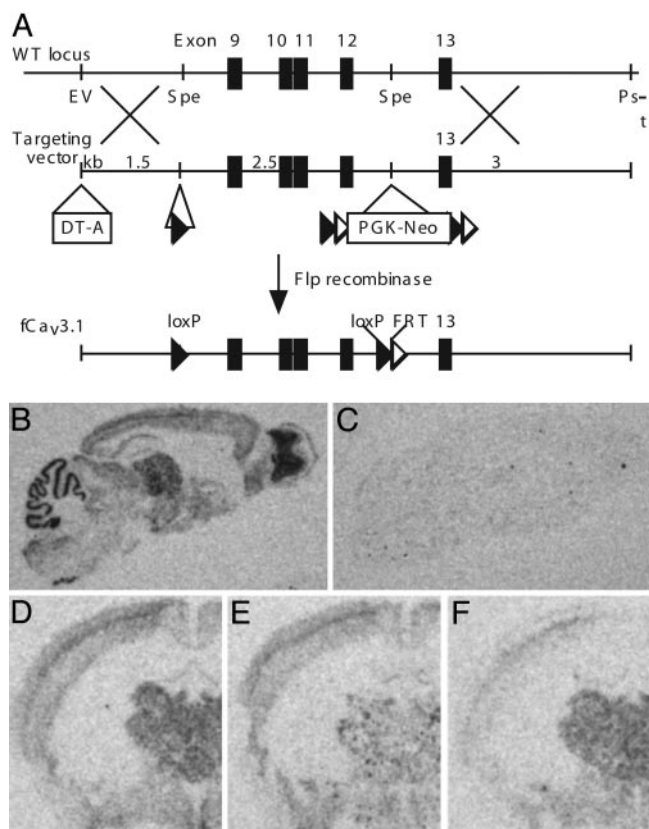 A
Exon 9 10 11 12 13
WT locus
EV Spe Spe Ps-
t
Targeting
vector
13
kb 1.5 2.5 3
DT-A PGK-Neo
Flp recombinase
fCaV3.1 loxP loxP FRT 13
B C
D E F